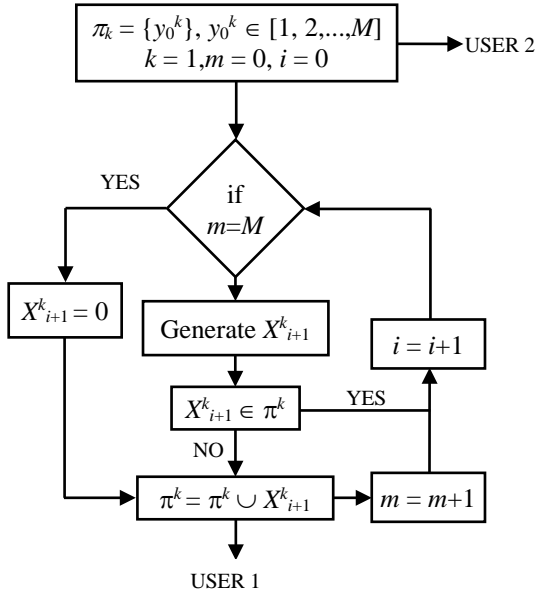 π_k = {y_0^k}, y_0^k ∈ [1, 2,...,M]
k = 1,m = 0, i = 0
USER 2
YES
if
m=M
X^k_{i+1} = 0
Generate X^k_{i+1}
i = i+1
X^k_{i+1} ∈ π^k
YES
NO
π^k = π^k ∪ X^k_{i+1}
m = m+1
USER 1